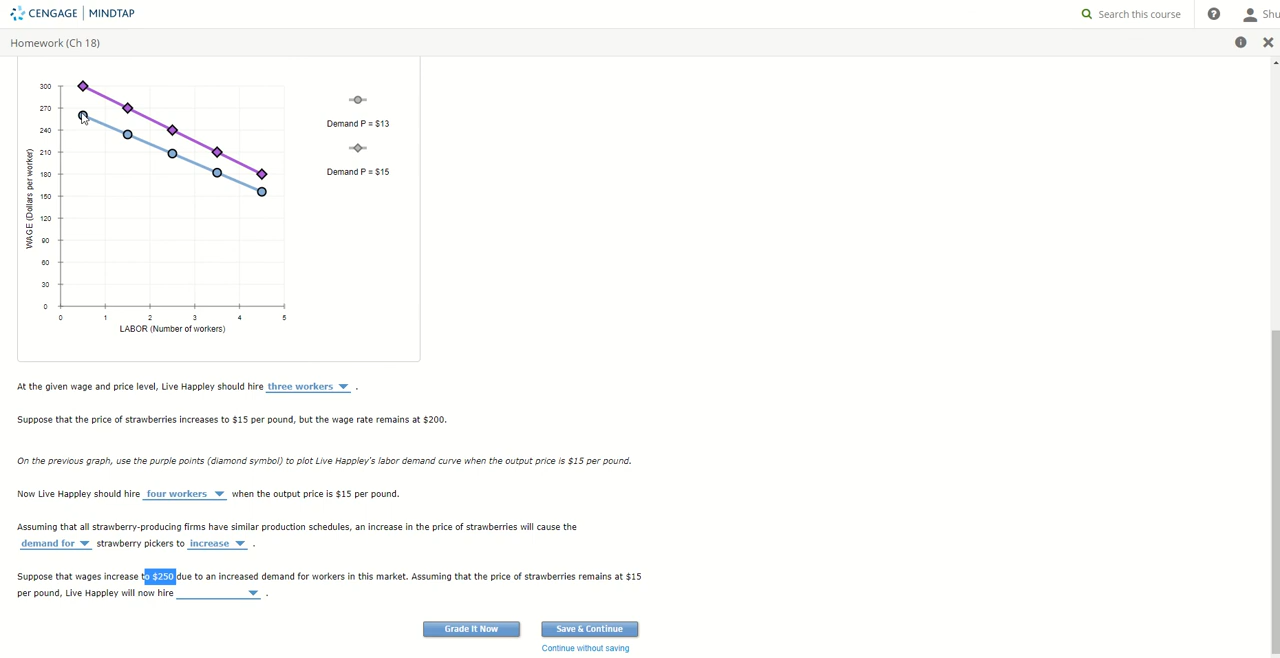 CENGAGE | MINDTAP
Search this course
Shu
Homework (Ch 18)
300
270
240
210
180
150
120
90
60
30
0
WAGE (Dollars per worker)
0 1 2 3 4 5
LABOR (Number of workers)
Demand P = $13
Demand P = $15
At the given wage and price level, Live Happley should hire three workers .
Suppose that the price of strawberries increases to $15 per pound, but the wage rate remains at $200.
On the previous graph, use the purple points (diamond symbol) to plot Live Happley's labor demand curve when the output price is $15 per pound.
Now Live Happley should hire four workers when the output price is $15 per pound.
Assuming that all strawberry-producing firms have similar production schedules, an increase in the price of strawberries will cause the
demand for strawberry pickers to increase .
Suppose that wages increase to $250 due to an increased demand for workers in this market. Assuming that the price of strawberries remains at $15
per pound, Live Happley will now hire .
Grade It Now
Save & Continue
Continue without saving